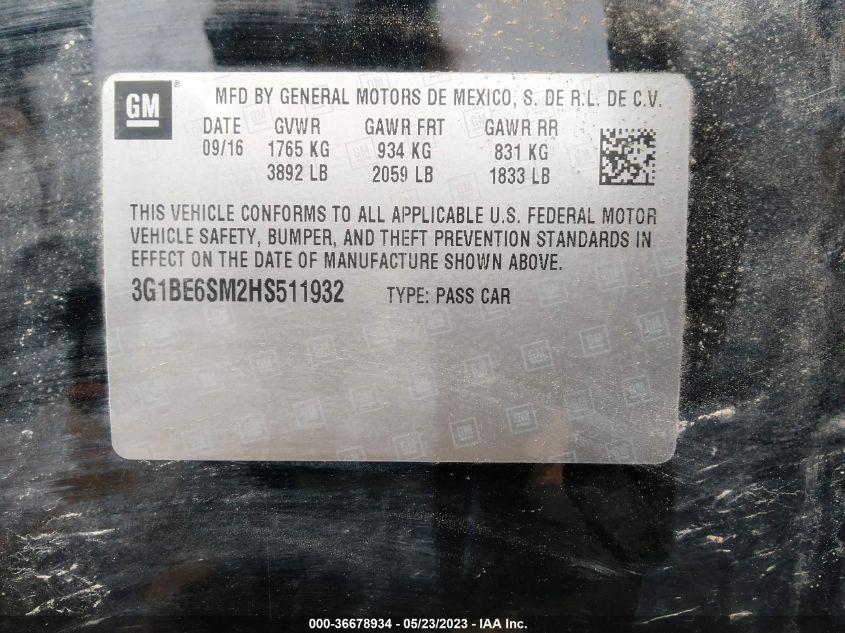 GM ® MFD BY GENERAL MOTORS DE MEXICO, S. DE R.L. DE C.V.
DATE GVWR GAWR FRT GAWR RR
09/16 1765 KG 934 KG 831 KG
3892 LB 2059 LB 1833 LB
THIS VEHICLE CONFORMS TO ALL APPLICABLE U.S. FEDERAL MOTOR
VEHICLE SAFETY, BUMPER, AND THEFT PREVENTION STANDARDS IN
EFFECT ON THE DATE OF MANUFACTURE SHOWN ABOVE.
3G1BE6SM2HS511932 TYPE: PASS CAR
000-36678934 - 05/23/2023 - IAA Inc.